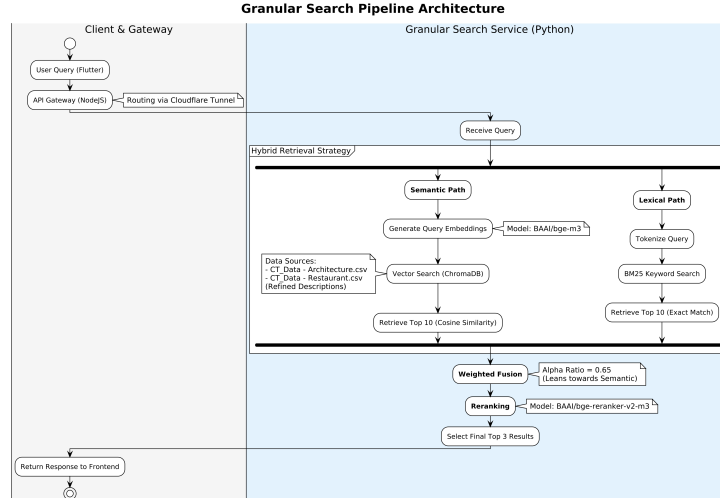 Granular Search Pipeline Architecture
Client & Gateway
Granular Search Service (Python)
User Query (Flutter)
API Gateway (NodeJS)
Routing via Cloudflare Tunnel
Receive Query
Hybrid Retrieval Strategy
Semantic Path
Generate Query Embeddings
Model: BAAI/bge-m3
Data Sources:
- CT_Data - Architecture.csv
- CT_Data - Restaurant.csv
(Refined Descriptions)
Vector Search (ChromaDB)
Retrieve Top 10 (Cosine Similarity)
Lexical Path
Tokenize Query
BM25 Keyword Search
Retrieve Top 10 (Exact Match)
Weighted Fusion
Alpha Ratio = 0.65
(Leans towards Semantic)
Reranking
Model: BAAI/bge-reranker-v2-m3
Select Final Top 3 Results
Return Response to Frontend